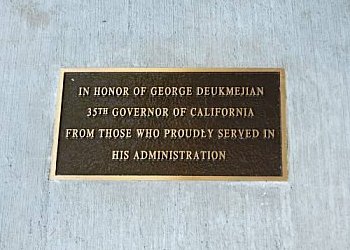 IN HONOR OF GEORGE DEUKMEJIAN
35TH GOVERNOR OF CALIFORNIA
FROM THOSE WHO PROUDLY SERVED IN
HIS ADMINISTRATION